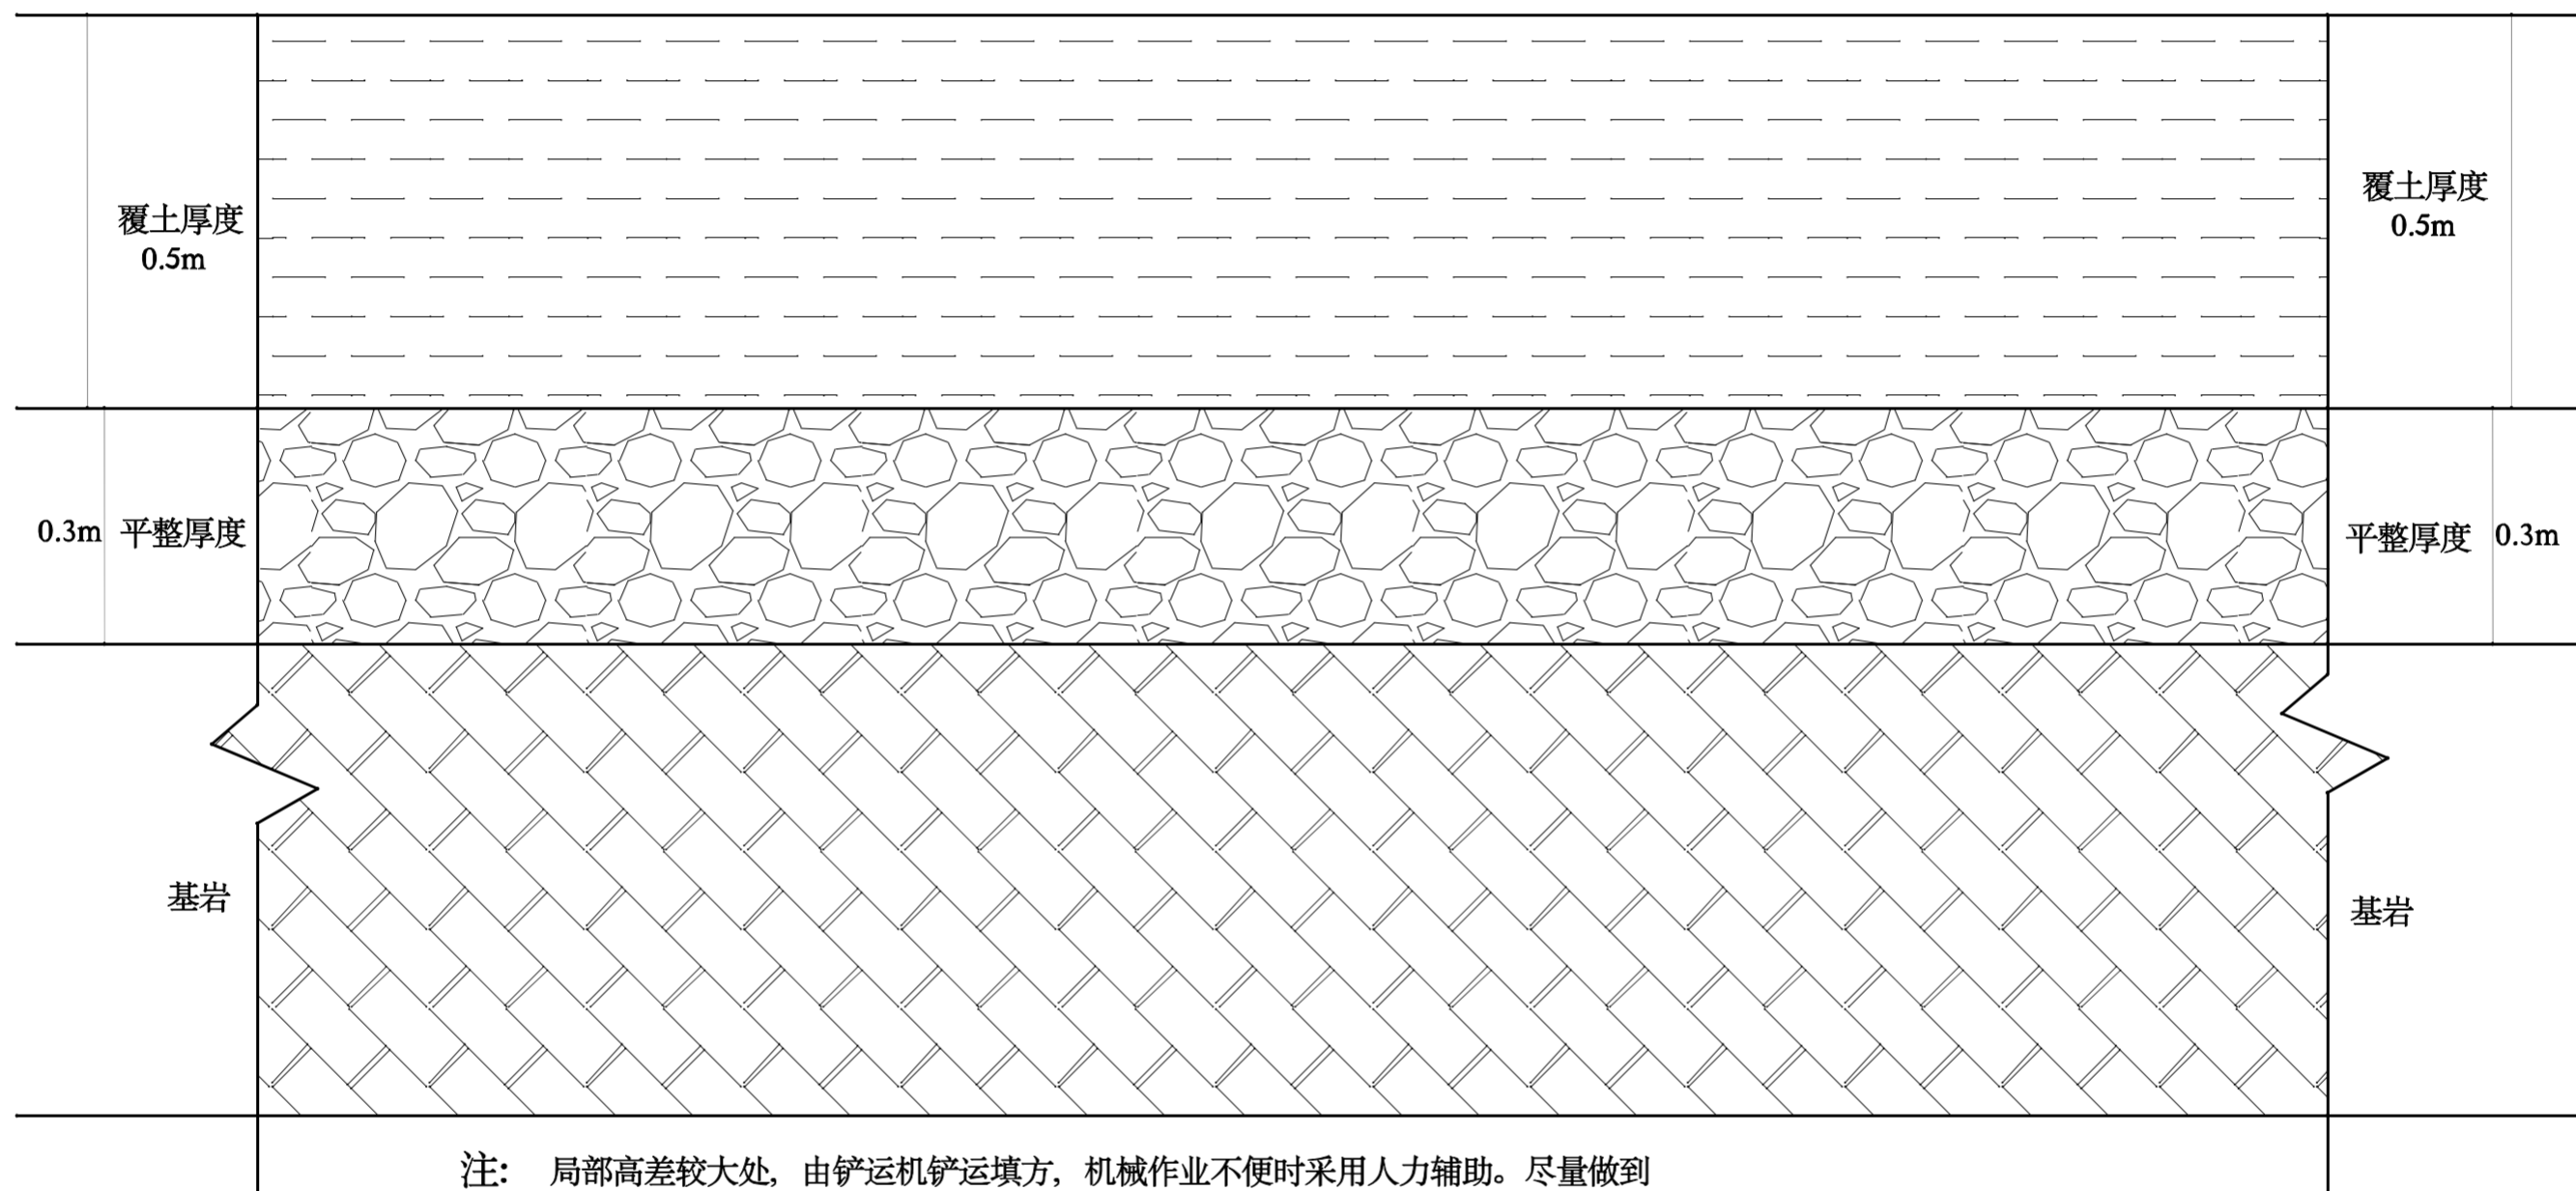 覆土厚度
0.5m
覆土厚度
0.5m
0.3m 平整厚度
平整厚度 0.3m
基岩
基岩
注: 局部高差较大处, 由铲运机铲运填方, 机械作业不便时采用人力辅助。尽量做到